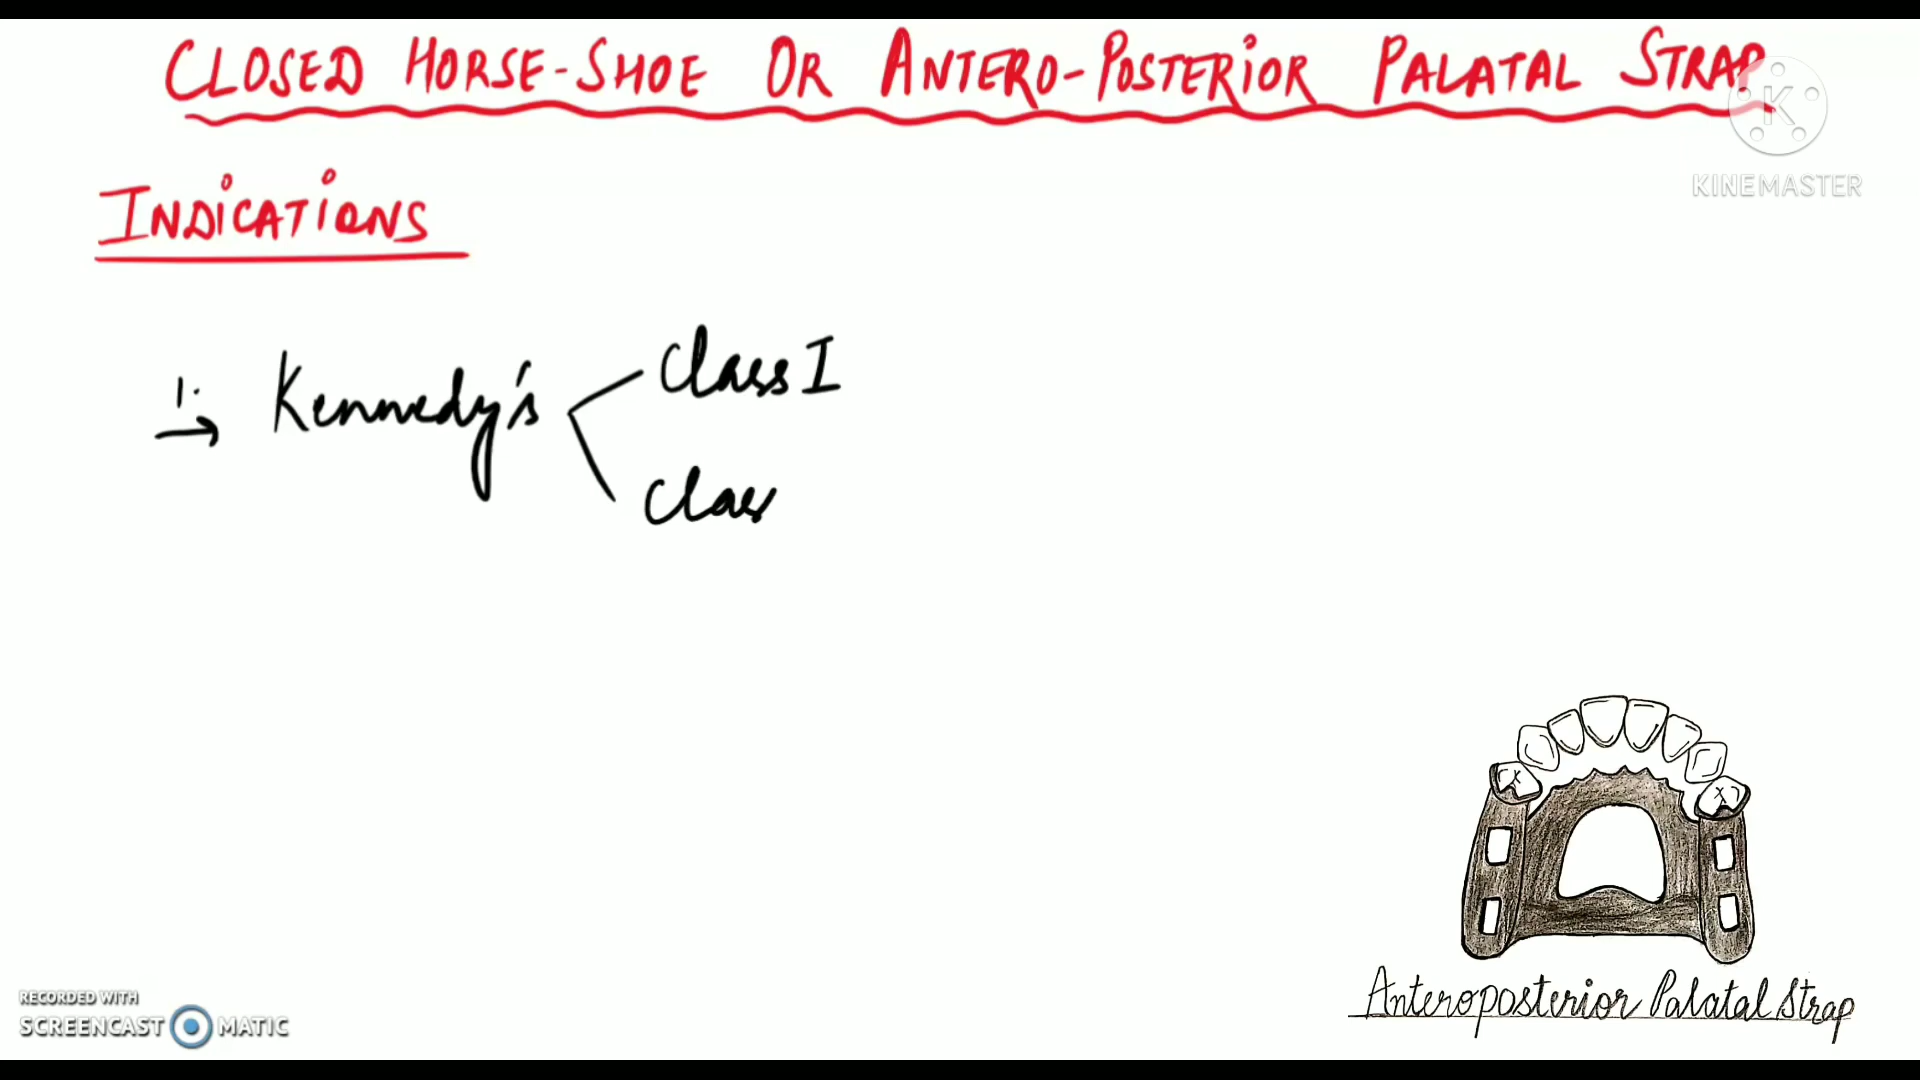 CLOSED HORSE-SHOE OR ANTERO-POSTERIOR PALATAL STRAP
KINEMASTER
INDICATIONS
1. → Kennedy's Class I
Clas
Anteroposterior Palatal Strap
RECORDED WITH
SCREENCAST MATIC